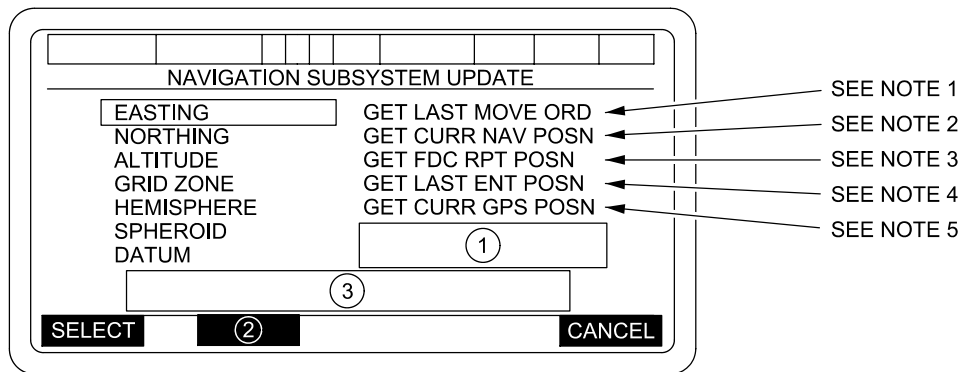 NAVIGATION SUBSYSTEM UPDATE
EASTING
NORTHING
ALTITUDE
GRID ZONE
HEMISPHERE
SPHEROID
DATUM
GET LAST MOVE ORD
GET CURR NAV POSN
GET FDC RPT POSN
GET LAST ENT POSN
GET CURR GPS POSN
1
3
SELECT
2
CANCEL
SEE NOTE 1
SEE NOTE 2
SEE NOTE 3
SEE NOTE 4
SEE NOTE 5